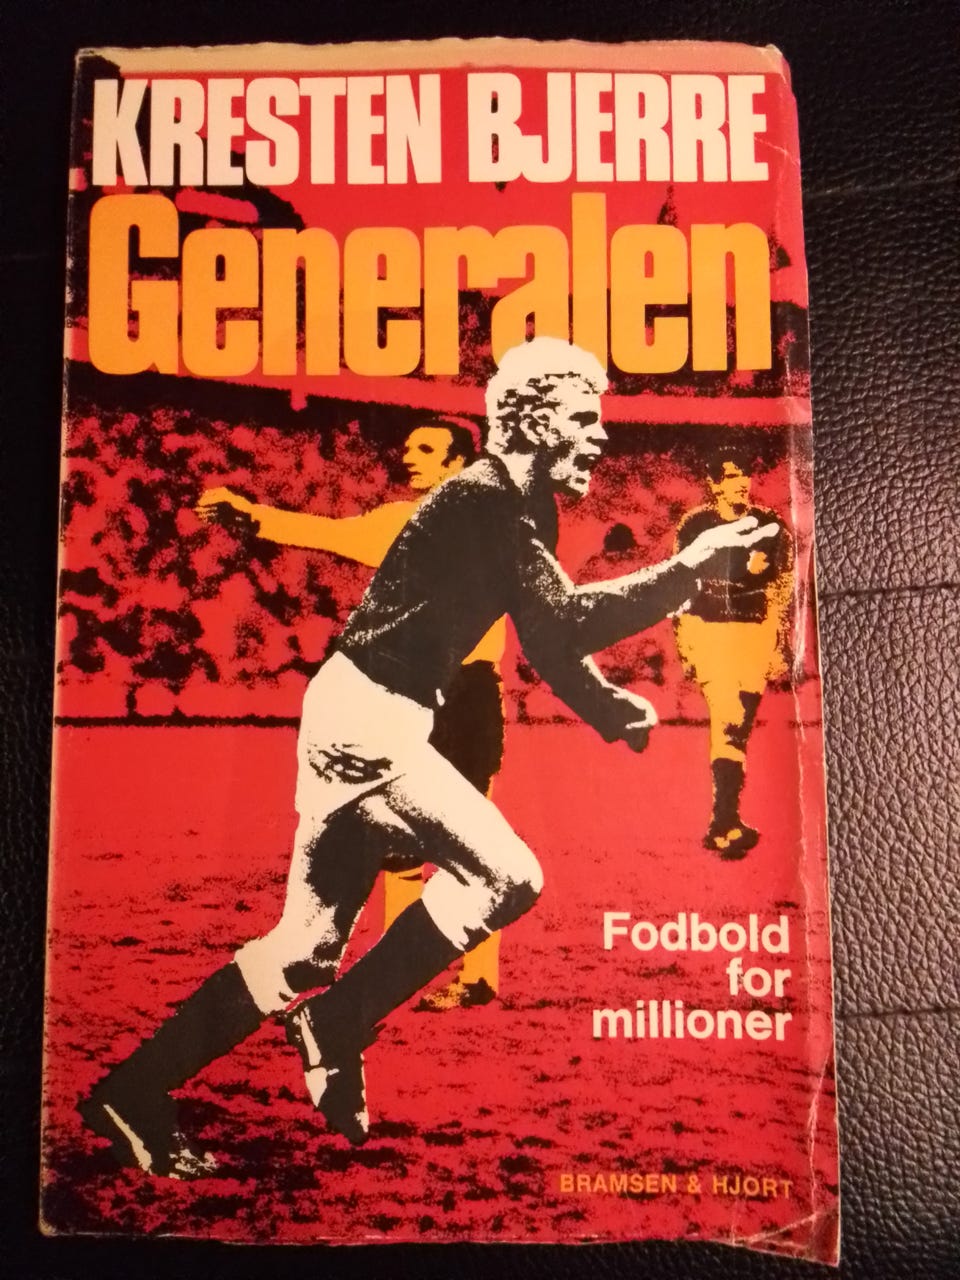 KRESTEN BJERRE
Generalen
Fodbold
for
millioner
BRAMSEN & HJORT